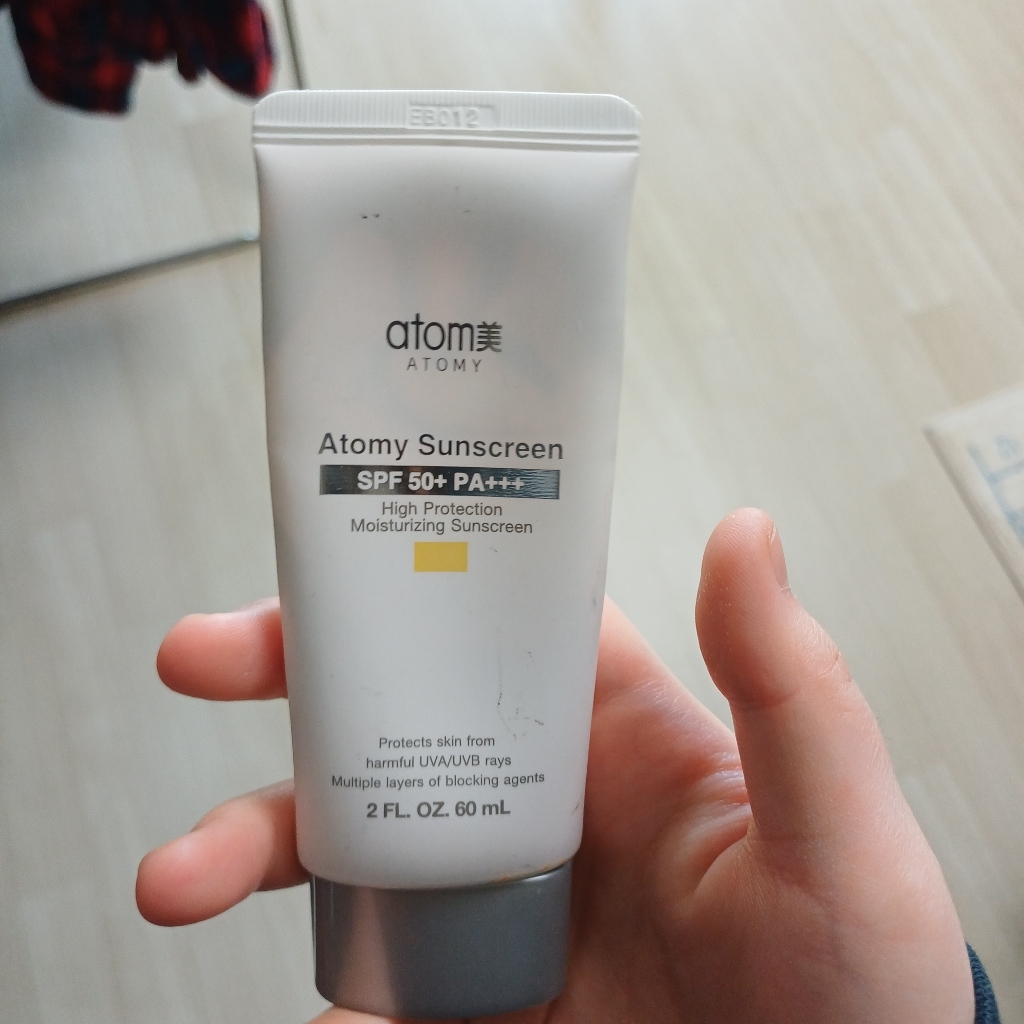 EB012
atom美
ATOMY
Atomy Sunscreen
SPF 50+ PA+++
High Protection
Moisturizing Sunscreen
Protects skin from
harmful UVA/UVB rays
Multiple layers of blocking agents
2 FL. OZ. 60 mL